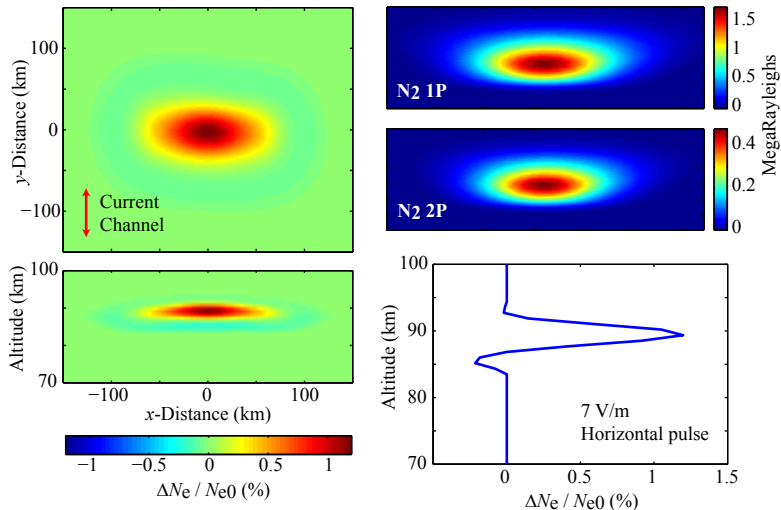 100
0
−100
y-Distance (km)
Current
Channel
100
70
Altitude (km)
−100
0
100
x-Distance (km)
−1
−0.5
0
0.5
1
ΔNe / Ne0 (%)
N2 1P
1.5
1
0.5
0
N2 2P
0.4
0.2
0
MegaRayleighs
100
90
80
70
Altitude (km)
7 V/m
Horizontal pulse
0
0.5
1
1.5
ΔNe / Ne0 (%)